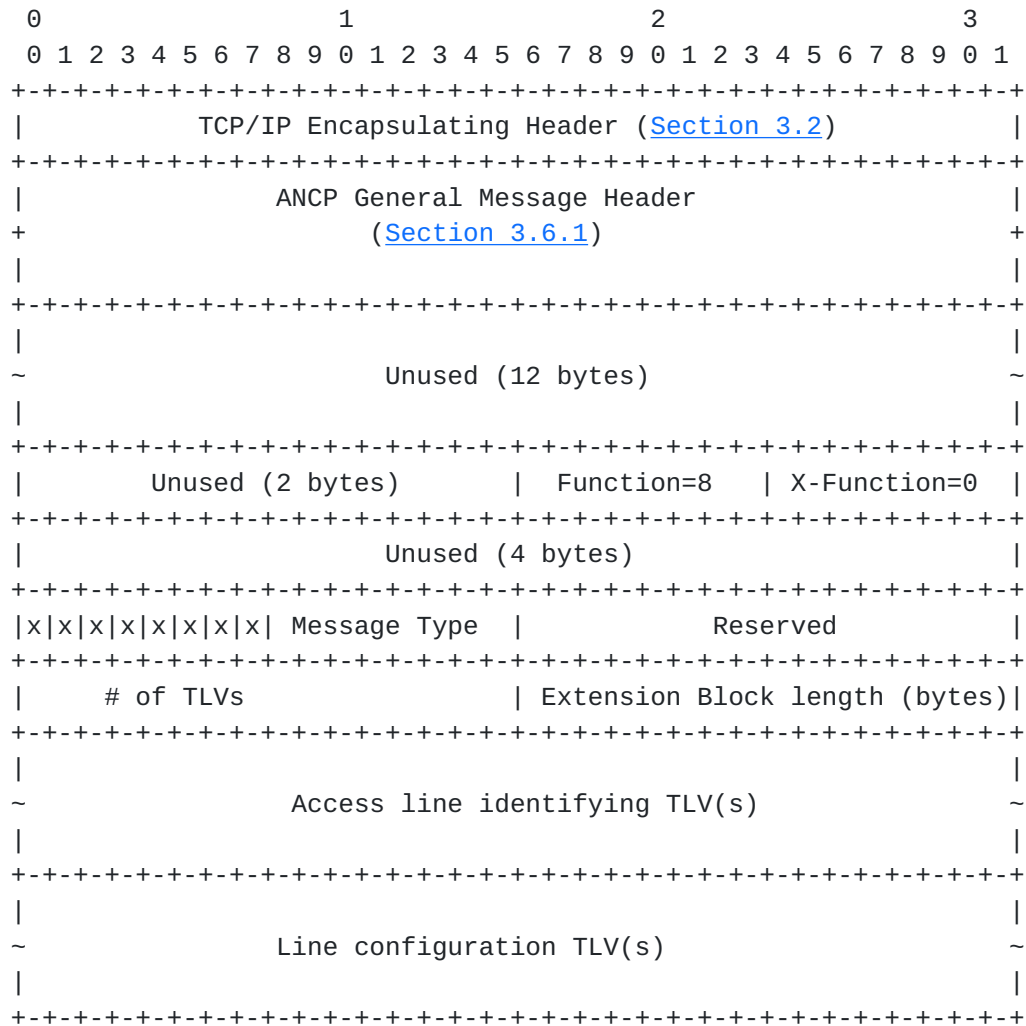 0                   1                   2                   3
 0 1 2 3 4 5 6 7 8 9 0 1 2 3 4 5 6 7 8 9 0 1 2 3 4 5 6 7 8 9 0 1
+-+-+-+-+-+-+-+-+-+-+-+-+-+-+-+-+-+-+-+-+-+-+-+-+-+-+-+-+-+-+-+-+
|           TCP/IP Encapsulating Header (Section 3.2)           |
+-+-+-+-+-+-+-+-+-+-+-+-+-+-+-+-+-+-+-+-+-+-+-+-+-+-+-+-+-+-+-+-+
|                ANCP General Message Header                    |
+                      (Section 3.6.1)                          +
|                                                               |
+-+-+-+-+-+-+-+-+-+-+-+-+-+-+-+-+-+-+-+-+-+-+-+-+-+-+-+-+-+-+-+-+
|                                                               |
~                       Unused (12 bytes)                       ~
|                                                               |
+-+-+-+-+-+-+-+-+-+-+-+-+-+-+-+-+-+-+-+-+-+-+-+-+-+-+-+-+-+-+-+-+
|        Unused (2 bytes)       |  Function=8   | X-Function=0  |
+-+-+-+-+-+-+-+-+-+-+-+-+-+-+-+-+-+-+-+-+-+-+-+-+-+-+-+-+-+-+-+-+
|                       Unused (4 bytes)                        |
+-+-+-+-+-+-+-+-+-+-+-+-+-+-+-+-+-+-+-+-+-+-+-+-+-+-+-+-+-+-+-+-+
|x|x|x|x|x|x|x|x| Message Type  |            Reserved           |
+-+-+-+-+-+-+-+-+-+-+-+-+-+-+-+-+-+-+-+-+-+-+-+-+-+-+-+-+-+-+-+-+
|     # of TLVs                 | Extension Block length (bytes)|
+-+-+-+-+-+-+-+-+-+-+-+-+-+-+-+-+-+-+-+-+-+-+-+-+-+-+-+-+-+-+-+-+
|                                                               |
~                 Access line identifying TLV(s)                ~
|                                                               |
+-+-+-+-+-+-+-+-+-+-+-+-+-+-+-+-+-+-+-+-+-+-+-+-+-+-+-+-+-+-+-+-+
|                                                               |
~                Line configuration TLV(s)                      ~
|                                                               |
+-+-+-+-+-+-+-+-+-+-+-+-+-+-+-+-+-+-+-+-+-+-+-+-+-+-+-+-+-+-+-+-+